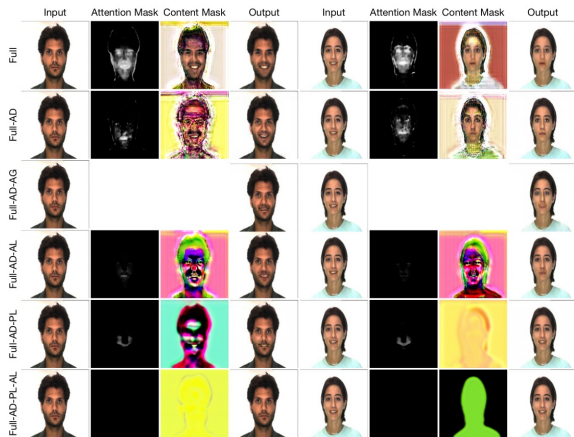 Input Attention Mask Content Mask Output Input Attention Mask Content Mask Output
Full
Full-AD
Full-AD-AG
Full-AD-AL
Full-AD-PL
Full-AD-PL-AL